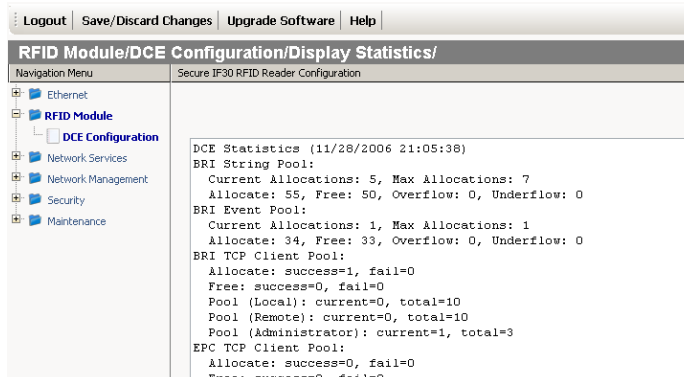 Logout | Save/Discard Changes | Upgrade Software | Help |
RFID Module/DCE Configuration/Display Statistics/
Navigation Menu
Secure IF30 RFID Reader Configuration
Ethernet
RFID Module
DCE Configuration
Network Services
Network Management
Security
Maintenance
DCE Statistics (11/28/2006 21:05:38)
BRI String Pool:
Current Allocations: 5, Max Allocations: 7
Allocate: 55, Free: 50, Overflow: 0, Underflow: 0
BRI Event Pool:
Current Allocations: 1, Max Allocations: 1
Allocate: 34, Free: 33, Overflow: 0, Underflow: 0
BRI TCP Client Pool:
Allocate: success=1, fail=0
Free: success=0, fail=0
Pool (Local): current=0, total=10
Pool (Remote): current=0, total=10
Pool (Administrator): current=1, total=3
EPC TCP Client Pool:
Allocate: success=0, fail=0